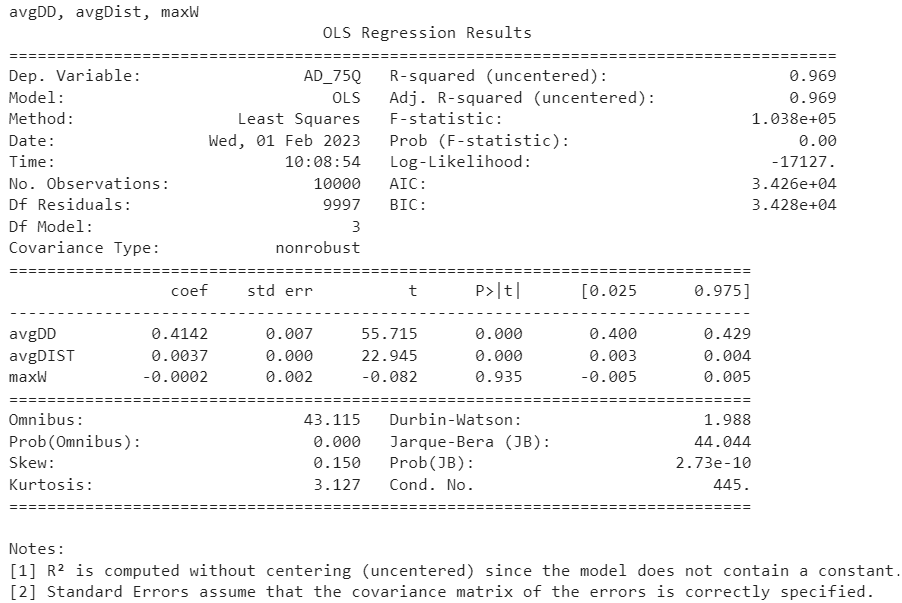 avgDD, avgDist, maxW
OLS Regression Results
==============================================================================
Dep. Variable: AD_75Q R-squared (uncentered): 0.969
Model: OLS Adj. R-squared (uncentered): 0.969
Method: Least Squares F-statistic: 1.038e+05
Date: Wed, 01 Feb 2023 Prob (F-statistic): 0.00
Time: 10:08:54 Log-Likelihood: -17127.
No. Observations: 10000 AIC: 3.426e+04
Df Residuals: 9997 BIC: 3.428e+04
Df Model: 3
Covariance Type: nonrobust
==============================================================================
coef std err t P>|t| [0.025 0.975]
------------------------------------------------------------------------------
avgDD 0.4142 0.007 55.715 0.000 0.400 0.429
avgDIST 0.0037 0.000 22.945 0.000 0.003 0.004
maxW -0.0002 0.002 -0.082 0.935 -0.005 0.005
==============================================================================
Omnibus: 43.115 Durbin-Watson: 1.988
Prob(Omnibus): 0.000 Jarque-Bera (JB): 44.044
Skew: 0.150 Prob(JB): 2.73e-10
Kurtosis: 3.127 Cond. No. 445.
==============================================================================
Notes:
[1] R² is computed without centering (uncentered) since the model does not contain a constant.
[2] Standard Errors assume that the covariance matrix of the errors is correctly specified.